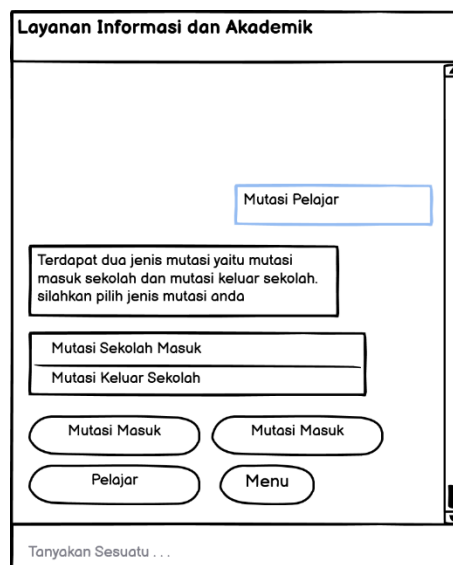 Layanan Informasi dan Akademik
Mutasi Pelajar
Terdapat dua jenis mutasi yaitu mutasi
masuk sekolah dan mutasi keluar sekolah.
silahkan pilih jenis mutasi anda
Mutasi Sekolah Masuk
Mutasi Keluar Sekolah
Mutasi Masuk
Mutasi Masuk
Pelajar
Menu
Tanyakan Sesuatu . . .